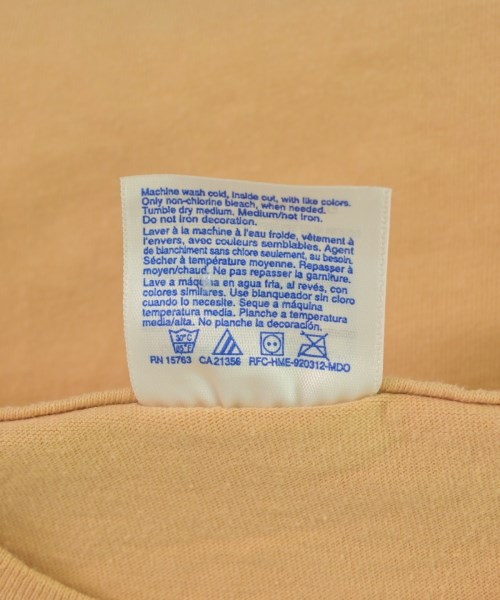 Machine wash cold, inside out, with like colors.
Only non-chlorine bleach, when needed.
Tumble dry medium. Medium/hot iron.
Do not iron decoration.
Laver à la machine à l'eau froide, vêtement à
l'envers, avec couleurs semblables. Agent
de blanchiment sans chlore seulement, au besoin.
Sécher à température moyenne. Repasser à
moyen/chaud. Ne pas repasser la garniture.
Lave a máquina en agua fría, al revés, con
colores similares. Use blanqueador sin cloro
cuando lo necesite. Seque a máquina
temperatura media. Planche a temperatura
media/alta. No planche la decoración.
30°C
85°F
RN 15763 CA 21356 RFC-HME-920312-MDO